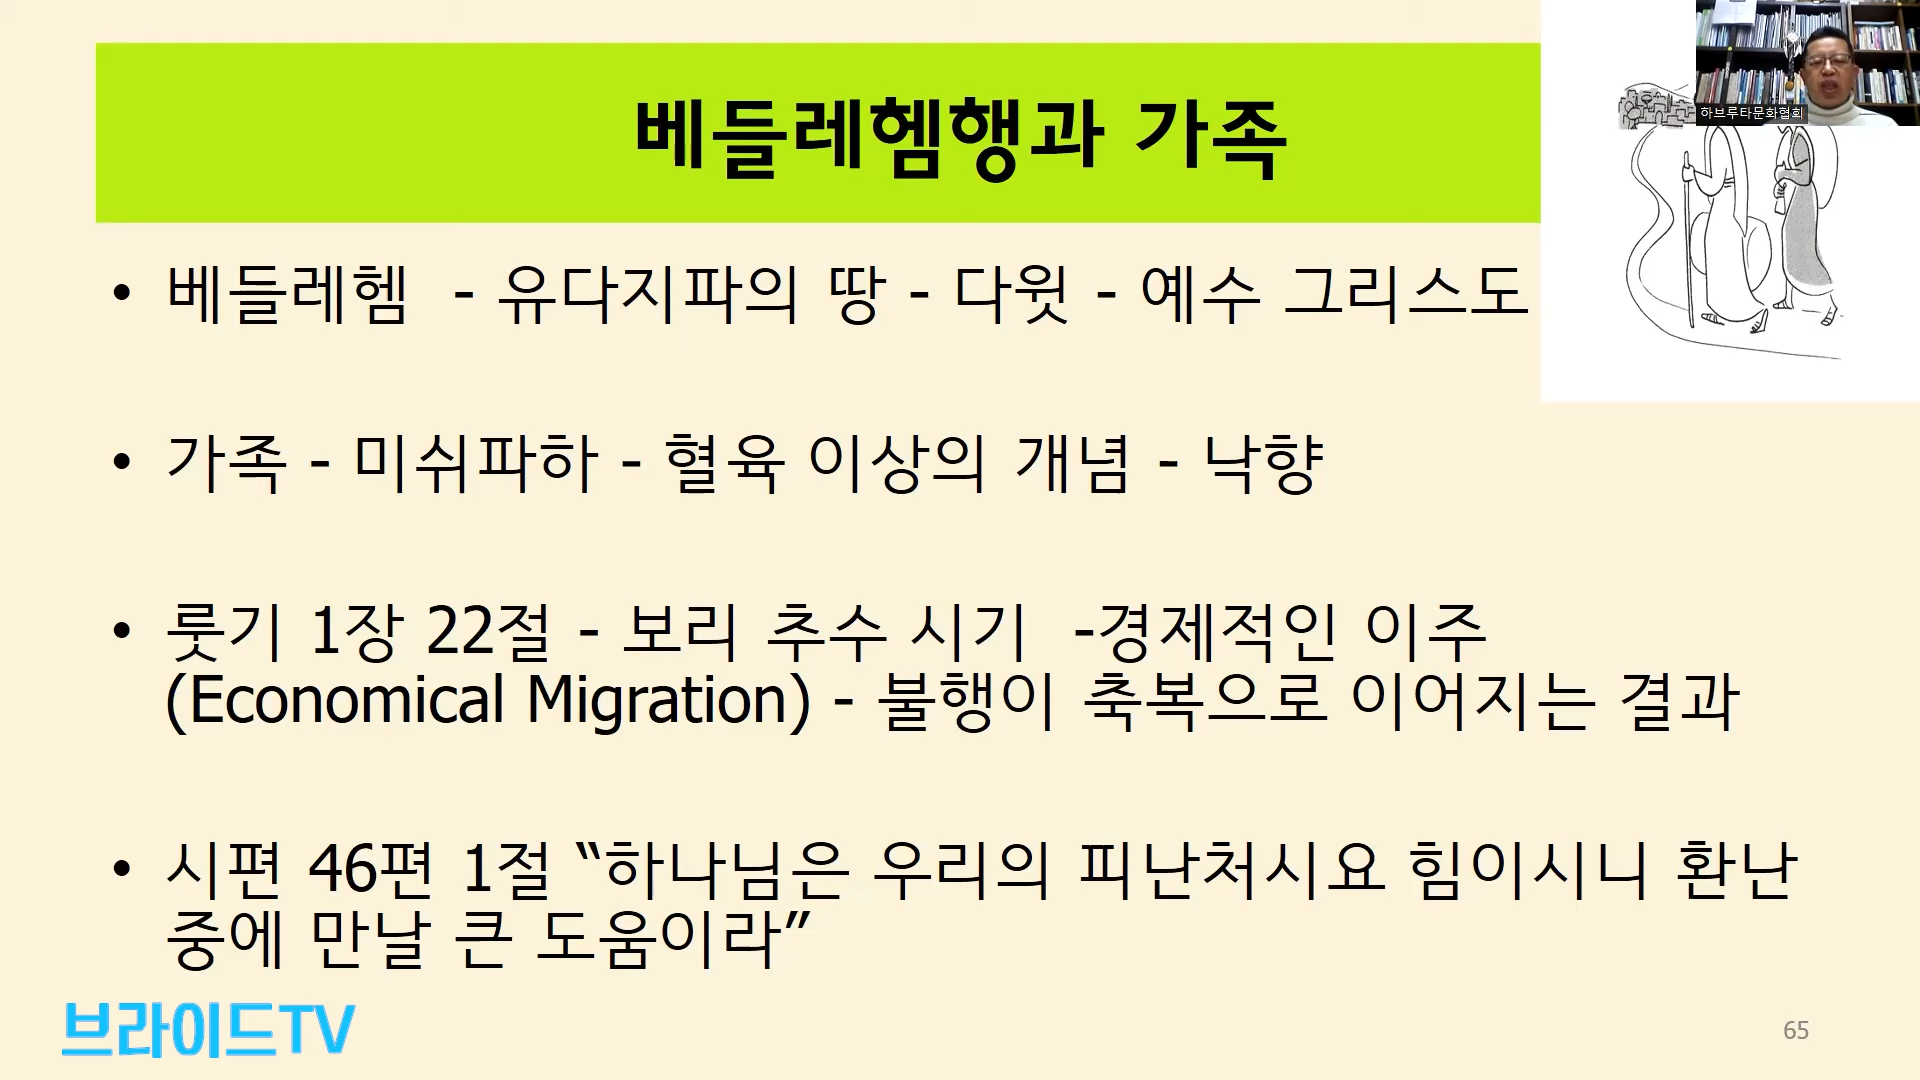 베들레헴행과 가족
하브루타문화협회
• 베들레헴 - 유다지파의 땅 - 다윗 - 예수 그리스도
• 가족 - 미쉬파하 - 혈육 이상의 개념 - 낙향
• 룻기 1장 22절 - 보리 추수 시기 -경제적인 이주
(Economical Migration) - 불행이 축복으로 이어지는 결과
• 시편 46편 1절 “하나님은 우리의 피난처시요 힘이시니 환난
중에 만날 큰 도움이라”
브라이드TV
65